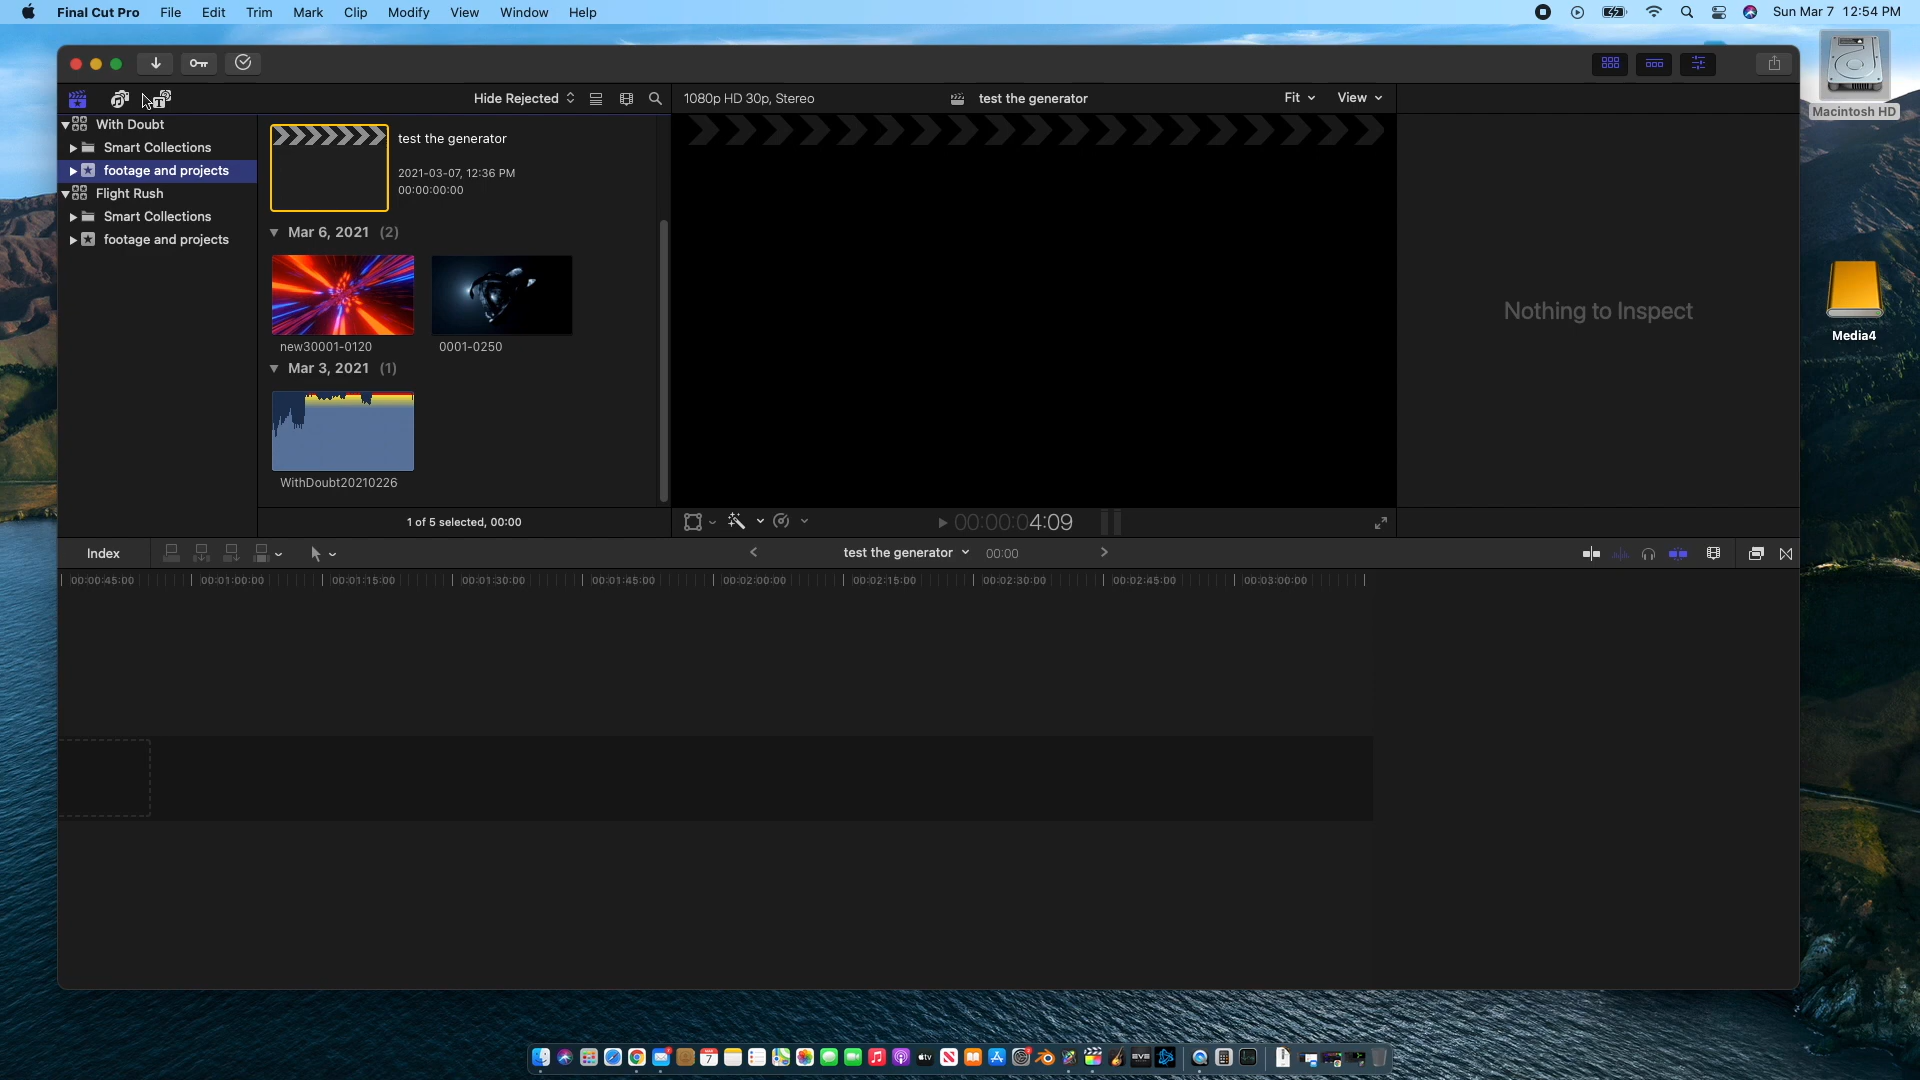 Final Cut Pro File Edit Trim Mark Clip Modify View Window Help Sun Mar 7 12:54 PM
Macintosh HD
Hide Rejected
1080p HD 30p, Stereo test the generator Fit View
With Doubt
Smart Collections
footage and projects
Flight Rush
Smart Collections
footage and projects
test the generator
2021-03-07, 12:36 PM
00:00:00:00
Mar 6, 2021 (2)
new30001-0120 0001-0250
Mar 3, 2021 (1)
WithDoubt20210226
1 of 5 selected, 00:00
00:00:04:09
Nothing to Inspect
Media4
Index test the generator 00:00
00:00:45:00 00:01:00:00 00:01:15:00 00:01:30:00 00:01:45:00 00:02:00:00 00:02:15:00 00:02:30:00 00:02:45:00 00:03:00:00
7
tv
EVE